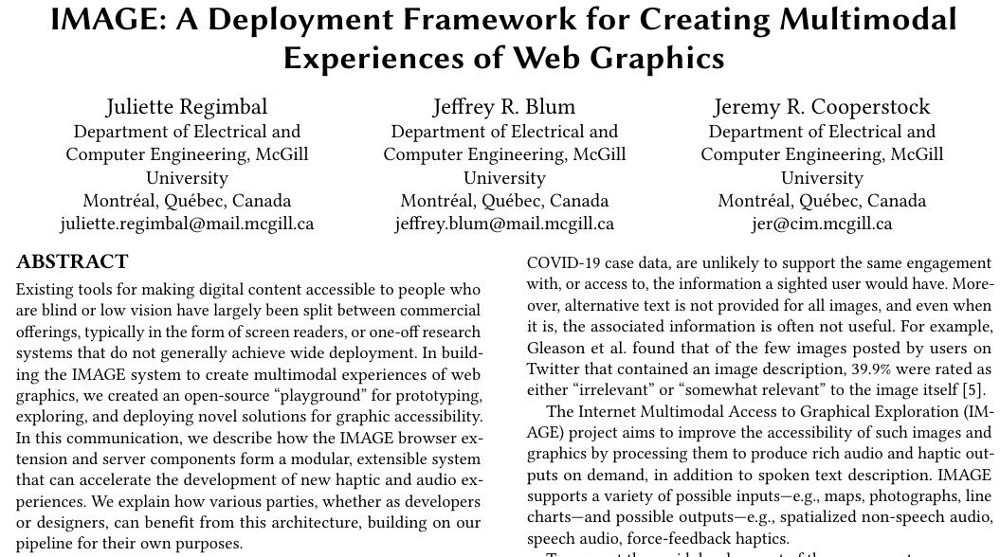 IMAGE: A Deployment Framework for Creating Multimodal
Experiences of Web Graphics
Juliette Regimbal
Department of Electrical and
Computer Engineering, McGill
University
Montréal, Québec, Canada
juliette.regimbal@mail.mcgill.ca
Jeffrey R. Blum
Department of Electrical and
Computer Engineering, McGill
University
Montréal, Québec, Canada
jeffrey.blum@mail.mcgill.ca
Jeremy R. Cooperstock
Department of Electrical and
Computer Engineering, McGill
University
Montréal, Québec, Canada
jer@cim.mcgill.ca
ABSTRACT
Existing tools for making digital content accessible to people who
are blind or low vision have largely been split between commercial
offerings, typically in the form of screen readers, or one-off research
systems that do not generally achieve wide deployment. In build-
ing the IMAGE system to create multimodal experiences of web
graphics, we created an open-source “playground” for prototyping,
exploring, and deploying novel solutions for graphic accessibility.
In this communication, we describe how the IMAGE browser ex-
tension and server components form a modular, extensible system
that can accelerate the development of new haptic and audio ex-
periences. We explain how various parties, whether as developers
or designers, can benefit from this architecture, building on our
pipeline for their own purposes.
COVID-19 case data, are unlikely to support the same engagement
with, or access to, the information a sighted user would have. More-
over, alternative text is not provided for all images, and even when
it is, the associated information is often not useful. For example,
Gleason et al. found that of the few images posted by users on
Twitter that contained an image description, 39.9% were rated as
either “irrelevant” or “somewhat relevant” to the image itself [5].
The Internet Multimodal Access to Graphical Exploration (IM-
AGE) project aims to improve the accessibility of such images and
graphics by processing them to produce rich audio and haptic out-
puts on demand, in addition to spoken text description. IMAGE
supports a variety of possible inputs—e.g., maps, photographs, line
charts—and possible outputs—e.g., spatialized non-speech audio,
speech audio, force-feedback haptics.